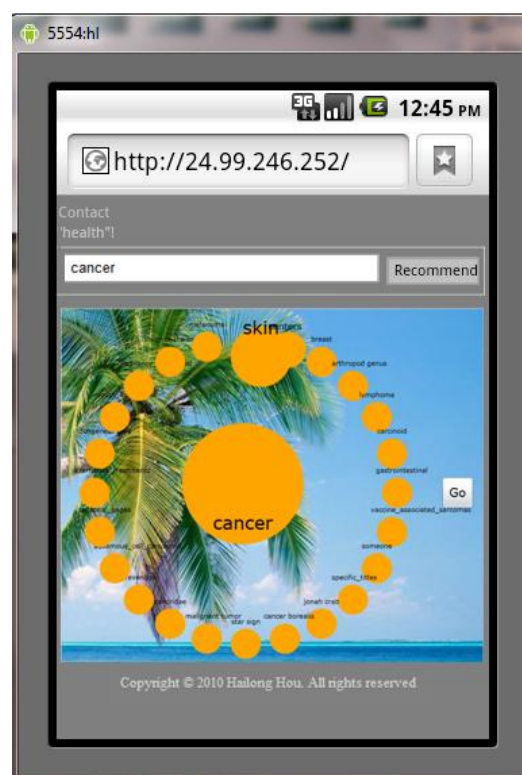 5554:hl
3G 12:45 PM
http://24.99.246.252/
Contact
'health"!
cancer
Recommend
skin
breast
arthropod genus
lymphoma
carcinoid
gastrointestinal
Go
vaccine_associated_sarcomas
someone
specific_titles
jonah crab
cancer borealis
star sign
malignant tumor
cancer
Copyright © 2010 Hailong Hou. All rights reserved